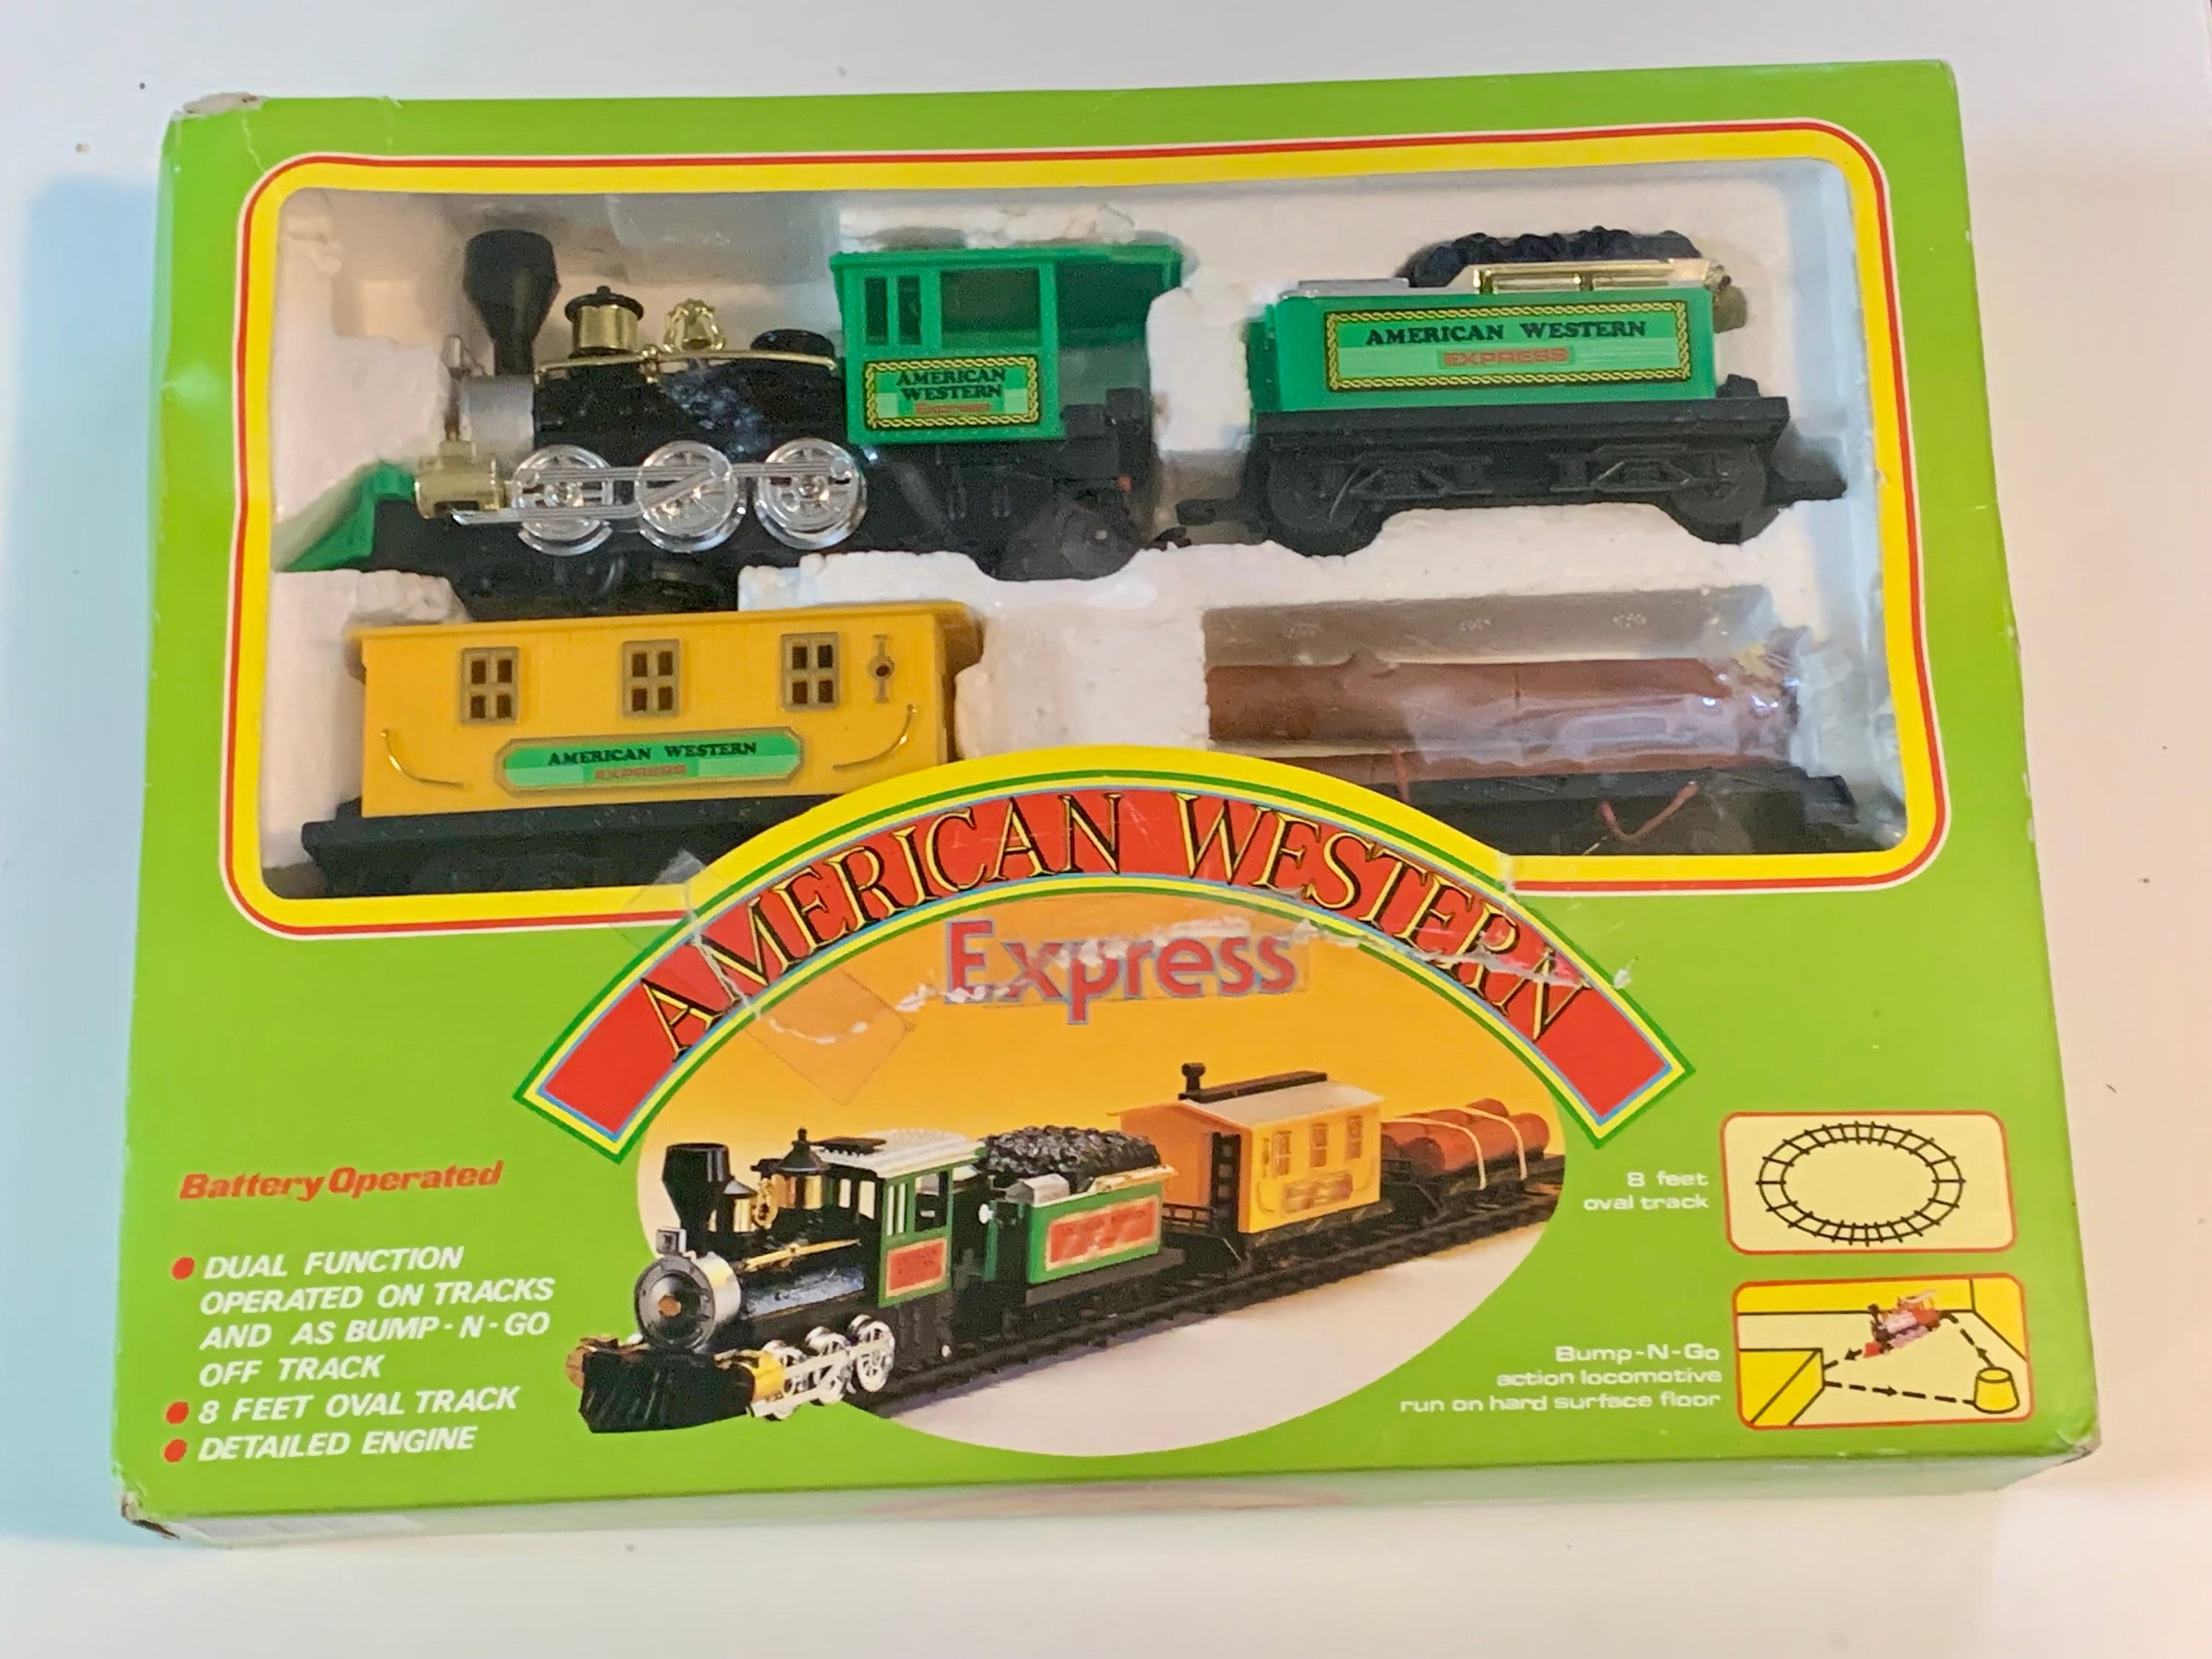 AMERICAN
WESTERN
EXPRESS
AMERICAN WESTERN
EXPRESS
AMERICAN WESTERN
EXPRESS
AMERICAN WESTERN
Express
Battery Operated
DUAL FUNCTION
OPERATED ON TRACKS
AND AS BUMP-N-GO
OFF TRACK
8 FEET OVAL TRACK
DETAILED ENGINE
8 feet
oval track
Bump-N-Go
action locomotive
run on hard surface floor